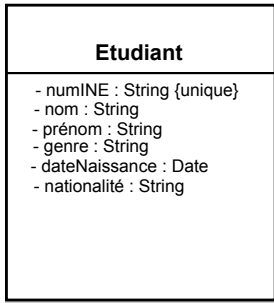 Etudiant
- numINE : String {unique}
- nom : String
- prénom : String
- genre : String
- dateNaissance : Date
- nationalité : String